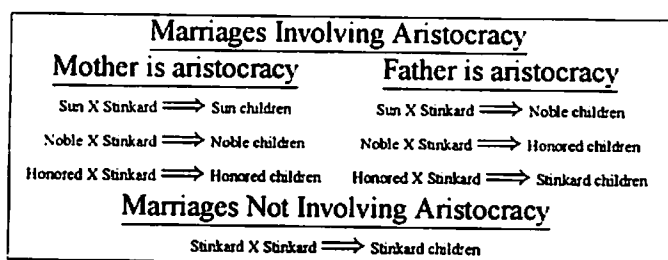 Marriages Involving Aristocracy
Mother is aristocracy Father is aristocracy
Sun X Stinkard ⟹ Sun children Sun X Stinkard ⟹ Noble children
Noble X Stinkard ⟹ Noble children Noble X Stinkard ⟹ Honored children
Honored X Stinkard ⟹ Honored children Honored X Stinkard ⟹ Stinkard children
Marriages Not Involving Aristocracy
Stinkard X Stinkard ⟹ Stinkard children